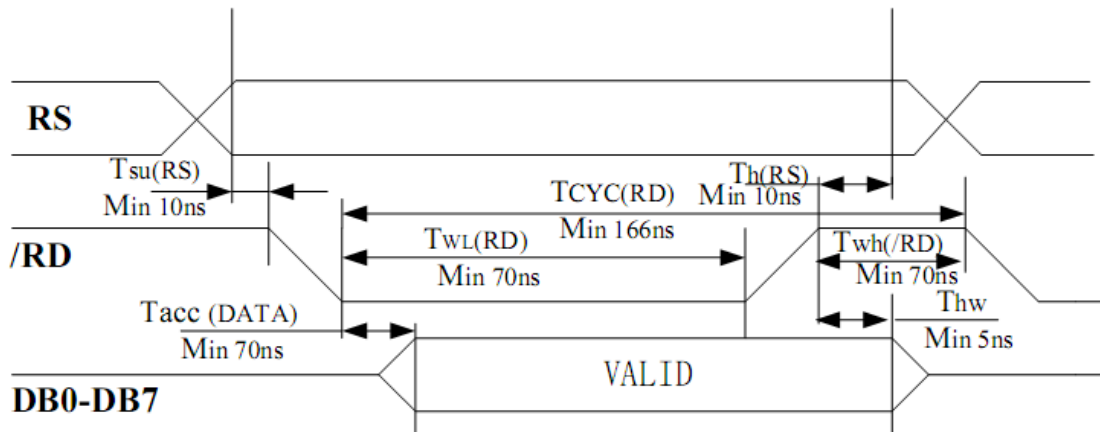 RS
Tsu(RS)
Min 10ns
Th(RS)
Min 10ns
TCYC(RD)
Min 166ns
/RD
TWL(RD)
Min 70ns
Twh(/RD)
Min 70ns
Tacc (DATA)
Min 70ns
Thw
Min 5ns
VALID
DB0-DB7